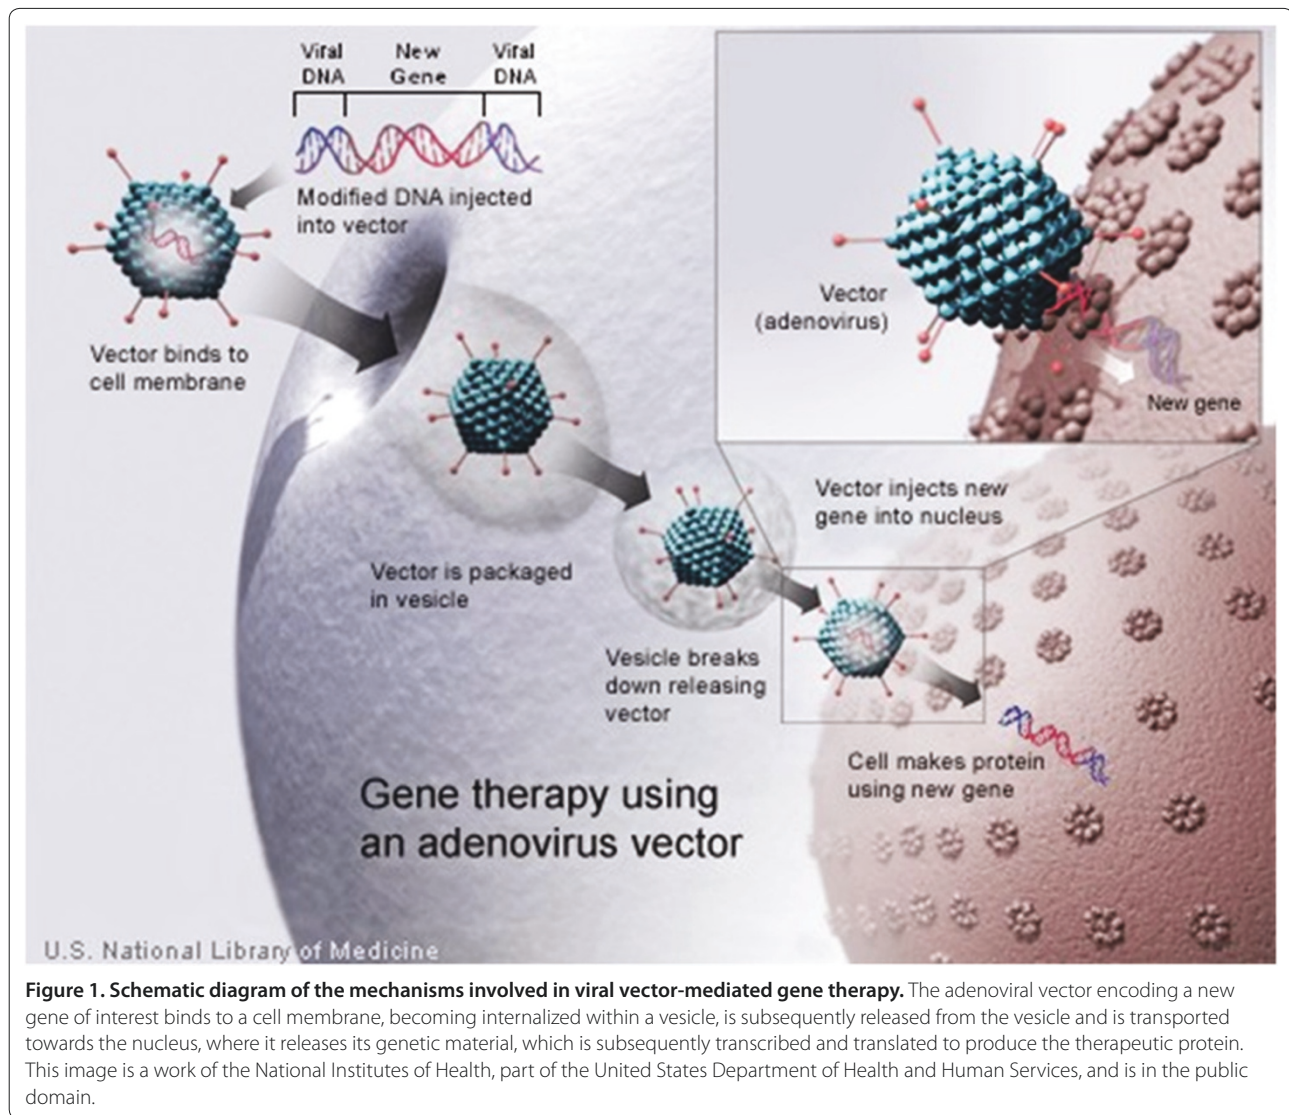 Viral
DNA
New
Gene
Viral
DNA
Modified DNA injected
into vector
Vector binds to
cell membrane
Vector
(adenovirus)
New gene
Vector injects new
gene into nucleus
Vector is packaged
in vesicle
Vesicle breaks
down releasing
vector
Cell makes protein
using new gene
Gene therapy using
an adenovirus vector
U.S. National Library of Medicine
Figure 1. Schematic diagram of the mechanisms involved in viral vector-mediated gene therapy. The adenoviral vector encoding a new
gene of interest binds to a cell membrane, becoming internalized within a vesicle, is subsequently released from the vesicle and is transported
towards the nucleus, where it releases its genetic material, which is subsequently transcribed and translated to produce the therapeutic protein.
This image is a work of the National Institutes of Health, part of the United States Department of Health and Human Services, and is in the public
domain.